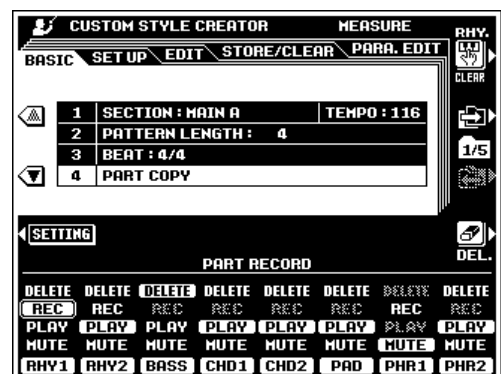 CUSTOM STYLE CREATOR MEASURE RHY.
BASIC SET UP EDIT STORE/CLEAR PARA. EDIT
CLEAR
1 SECTION : MAIN A TEMPO : 116
2 PATTERN LENGTH : 4
3 BEAT : 4/4
1/5
4 PART COPY
SETTING
DEL.
PART RECORD
DELETE DELETE DELETE DELETE DELETE DELETE DELETE DELETE
REC REC REC REC REC REC REC REC
PLAY PLAY PLAY PLAY PLAY PLAY PLAY PLAY
MUTE MUTE MUTE MUTE MUTE MUTE MUTE MUTE
RHY1 RHY2 BASS CHD1 CHD2 PAD PHR1 PHR2